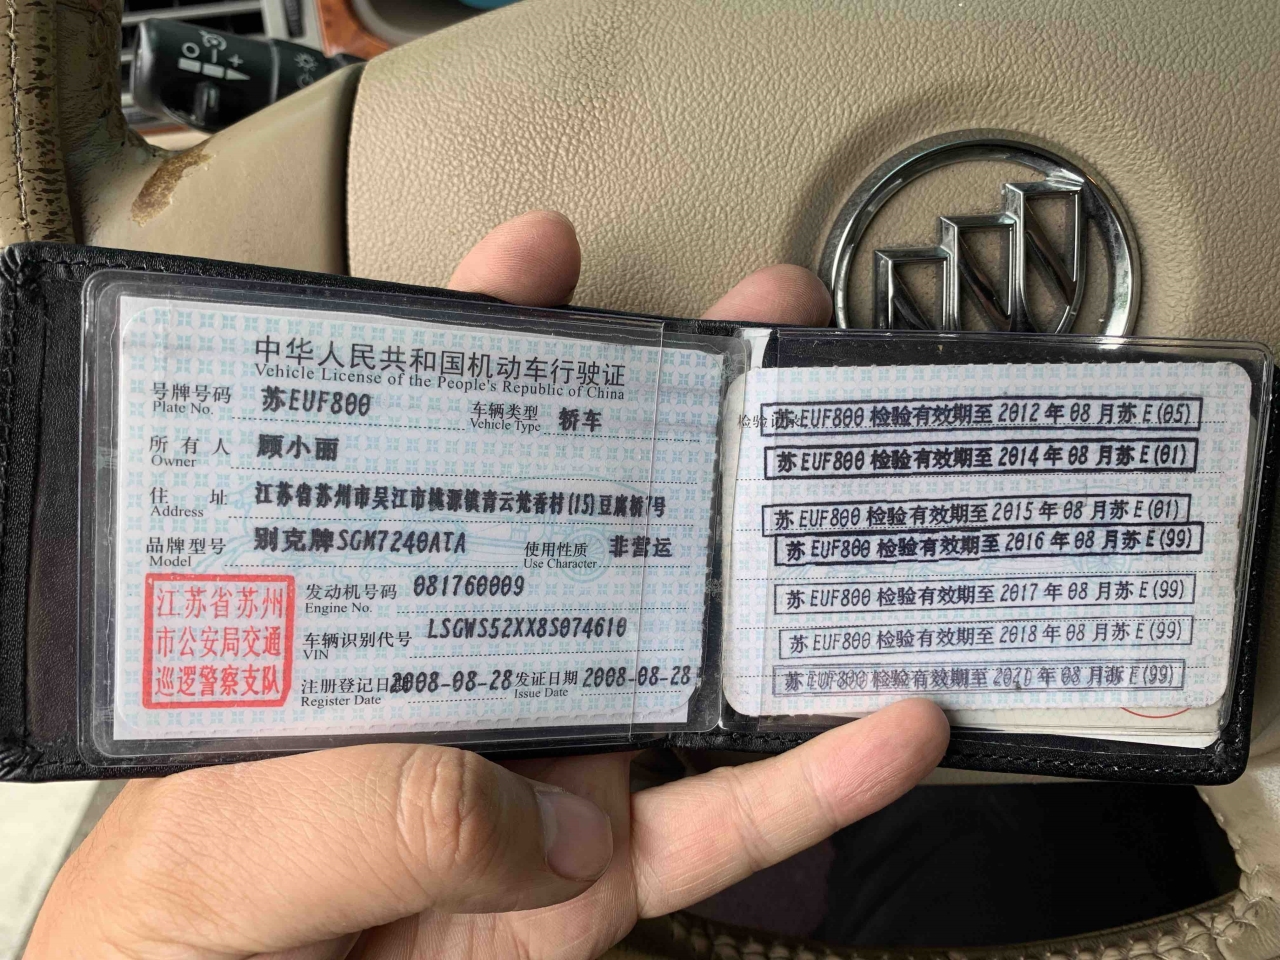 中华人民共和国机动车行驶证
Vehicle License of the People's Republic of China
号牌号码 苏EUF800 车辆类型 轿车
Plate No. Vehicle Type
所有人 顾小丽
Owner
住址 江苏省苏州市吴江市桃源镇青云梵香村(15)豆腐桥7号
Address
品牌型号 别克牌SGM7240ATA 使用性质 非营运
Model Use Character
江苏省苏州
市公安局交通
巡逻警察支队
发动机号码 081760009
Engine No.
车辆识别代号 LSGWS52XX8S074610
VIN
注册登记日期 2008-08-28 发证日期 2008-08-28
Register Date Issue Date
检验记录
苏EUF800 检验有效期至 2012 年 08 月苏 E(05)
苏EUF800 检验有效期至 2014 年 08 月苏 E(01)
苏EUF800 检验有效期至 2015 年 08 月苏 E(01)
苏EUF800 检验有效期至 2016 年 08 月苏 E(99)
苏EUF800 检验有效期至 2017 年 08 月苏 E(99)
苏EUF800 检验有效期至 2018 年 08 月苏 E(99)
苏EUF800 检验有效期至 年 08 月 E(99)